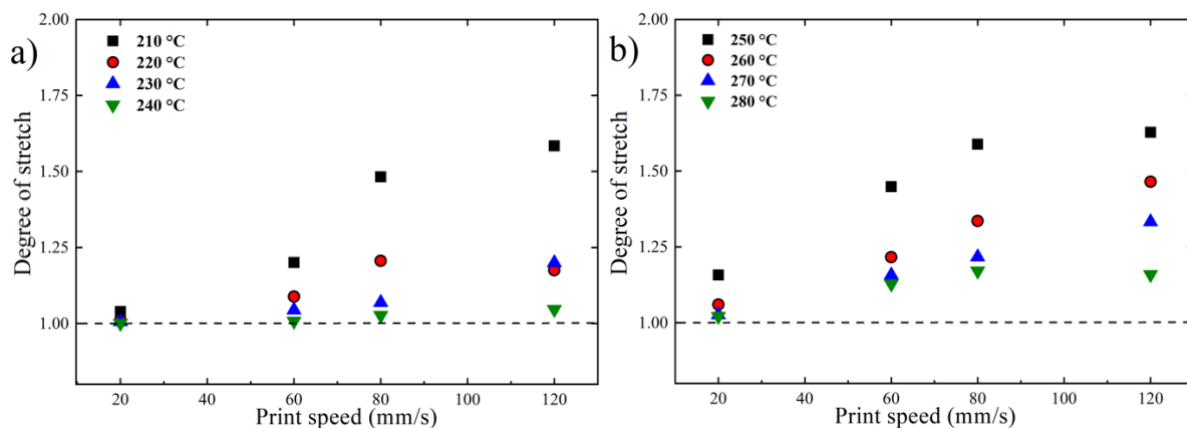 a)
210 °C
220 °C
230 °C
240 °C
2.00
1.75
1.50
1.25
1.00
Degree of stretch
20 40 60 80 100 120
Print speed (mm/s)
b)
250 °C
260 °C
270 °C
280 °C
2.00
1.75
1.50
1.25
1.00
Degree of stretch
20 40 60 80 100 120
Print speed (mm/s)